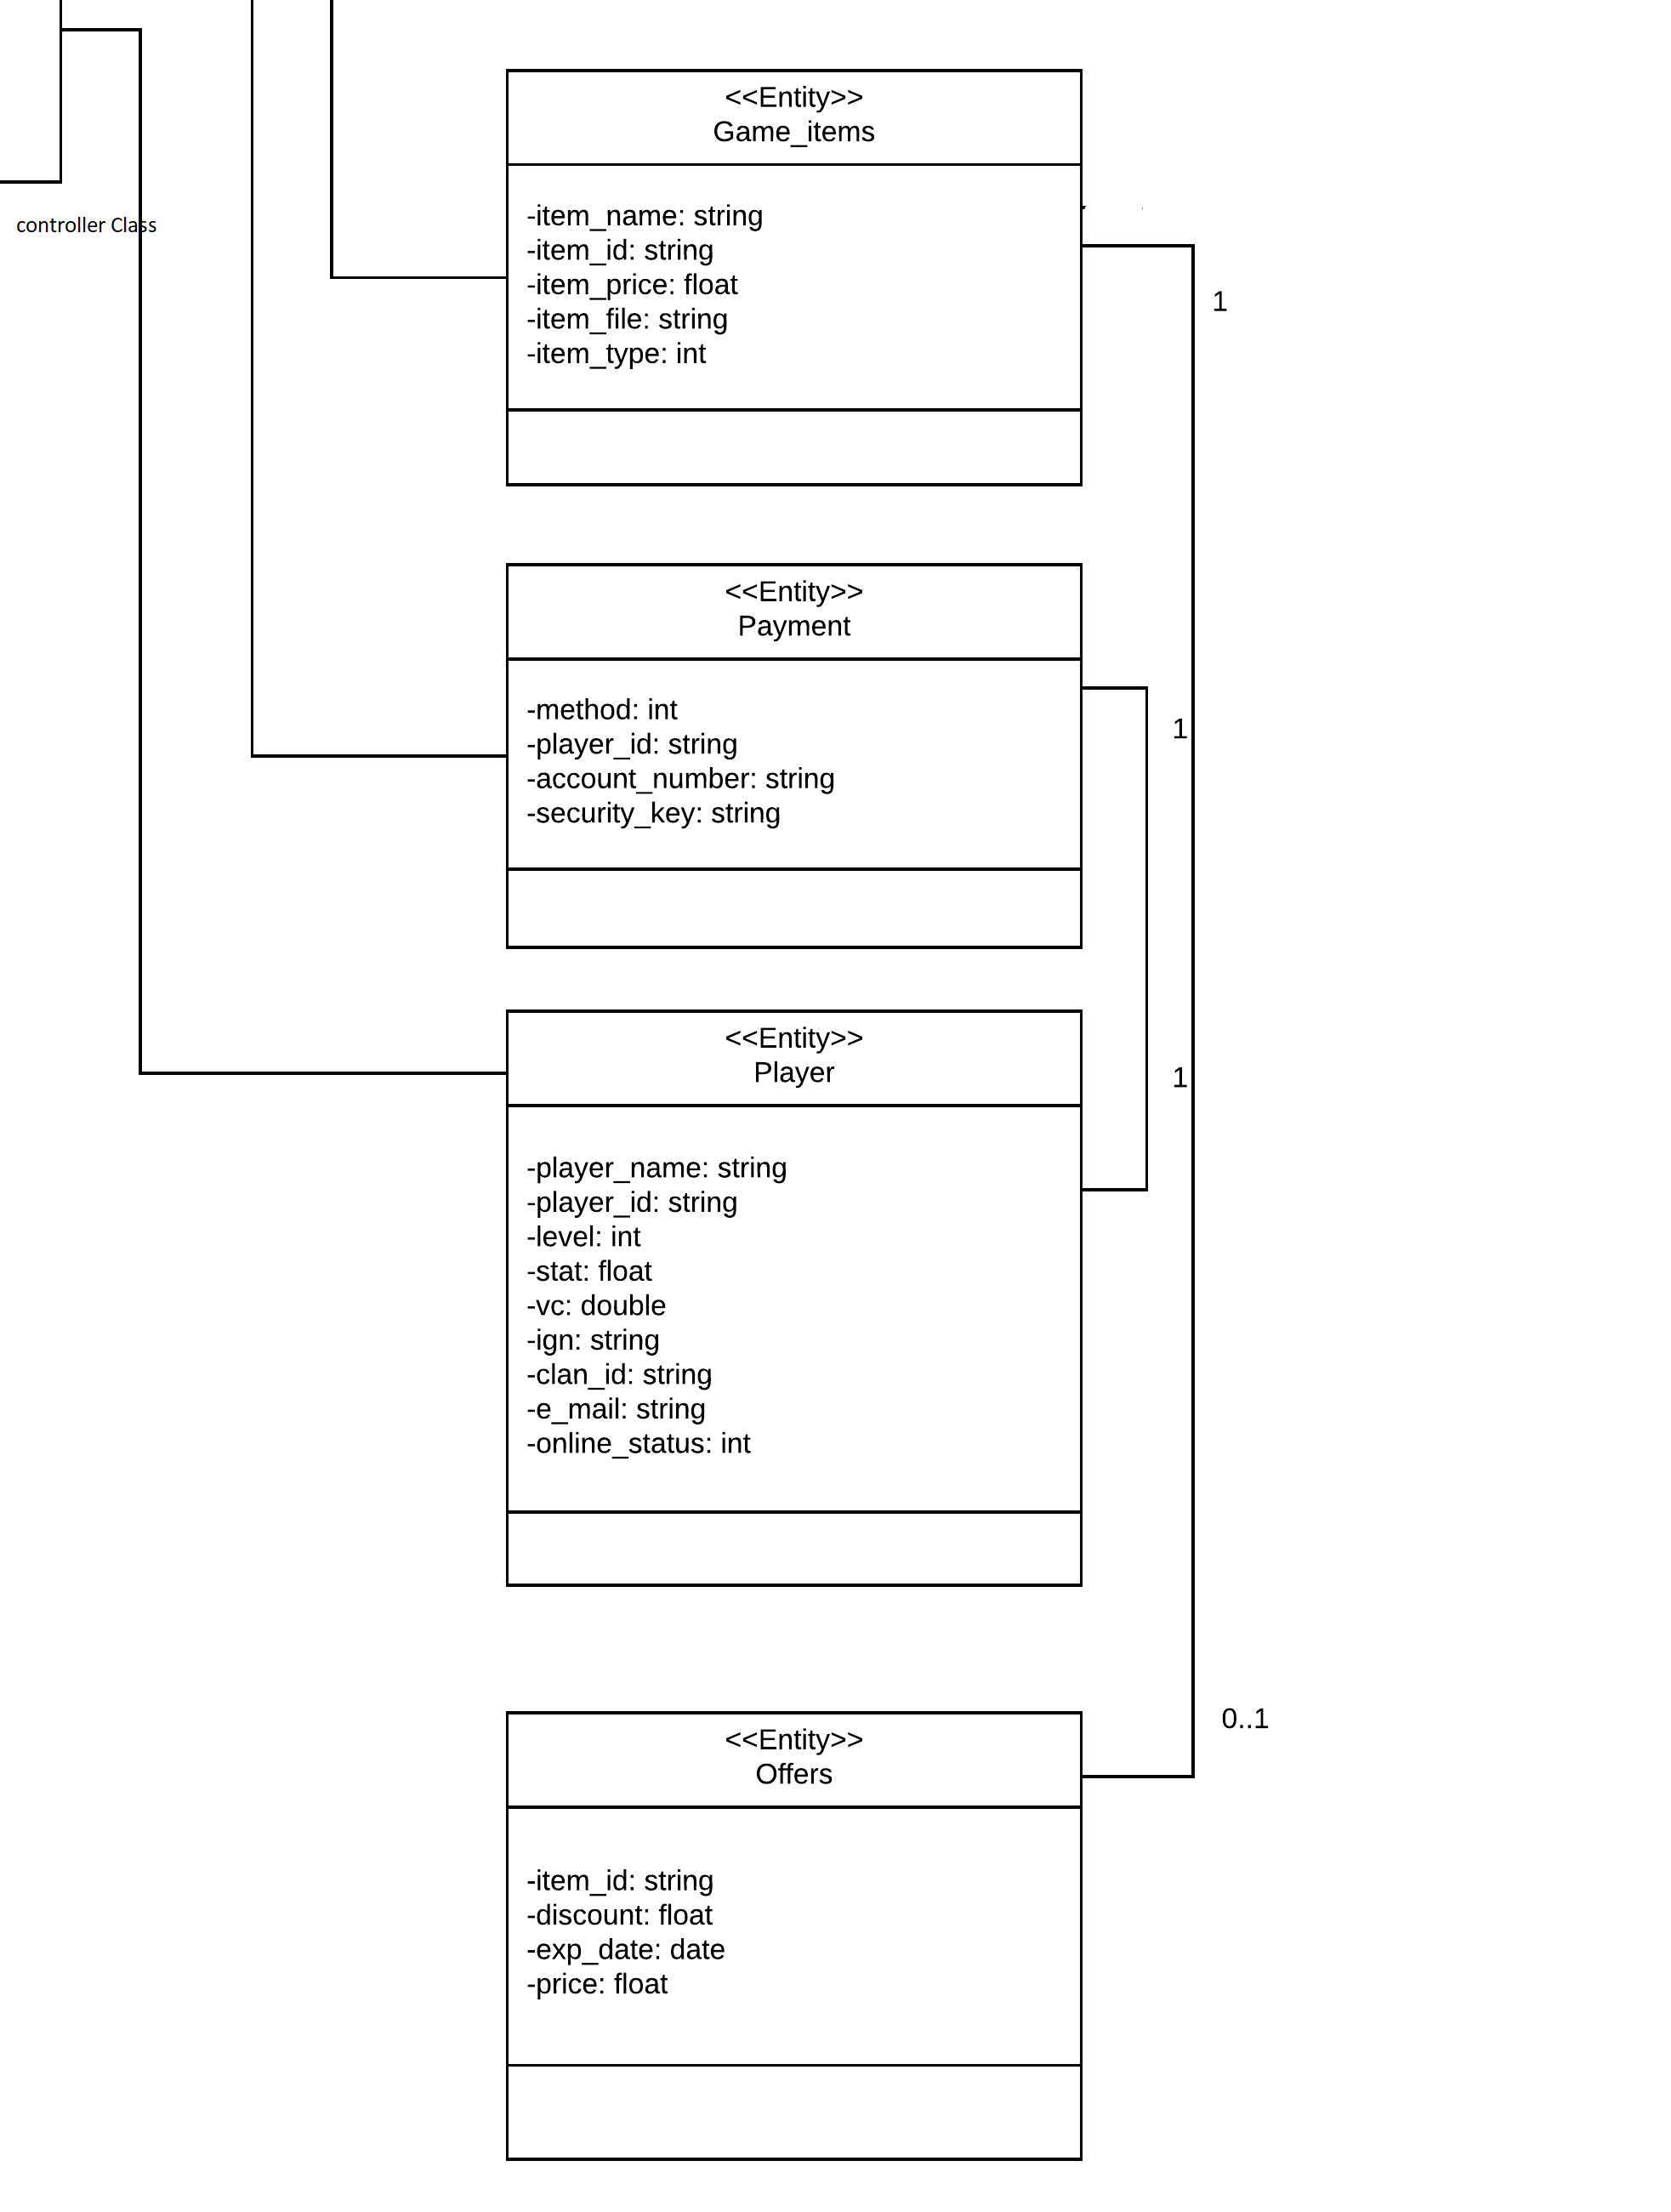 <<Entity>>
Game_items
-item_name: string
-item_id: string
-item_price: float
-item_file: string
-item_type: int
controller Class
1
<<Entity>>
Payment
-method: int
-player_id: string
-account_number: string
-security_key: string
1
<<Entity>>
Player
1
-player_name: string
-player_id: string
-level: int
-stat: float
-vc: double
-ign: string
-clan_id: string
-e_mail: string
-online_status: int
0..1
<<Entity>>
Offers
-item_id: string
-discount: float
-exp_date: date
-price: float